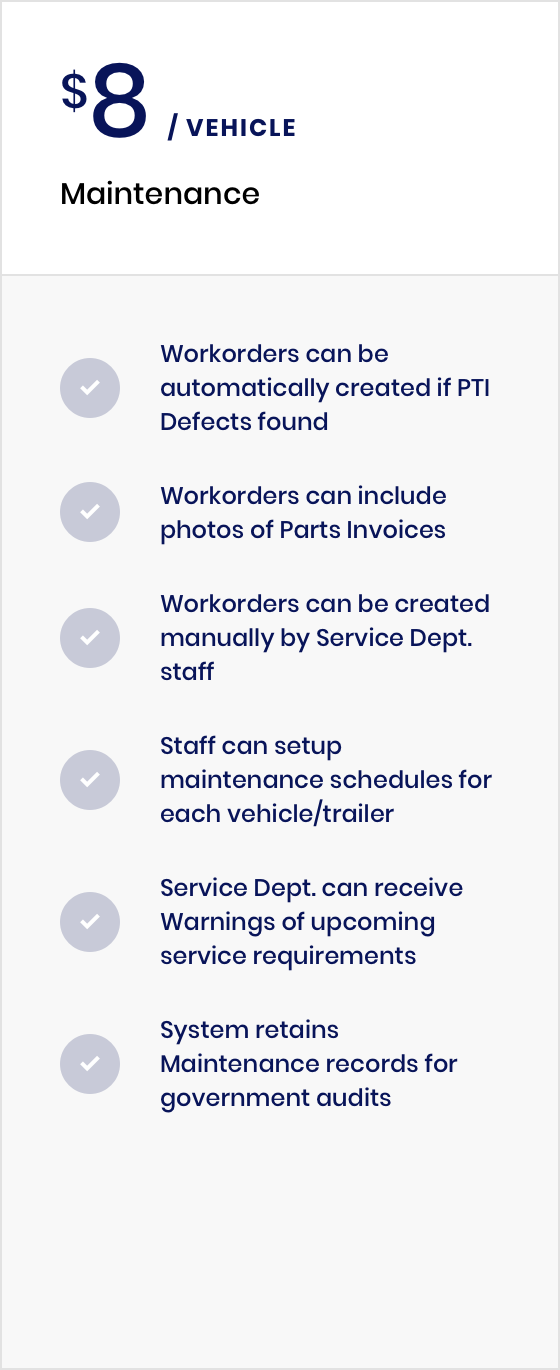 $8 / VEHICLE
Maintenance
Workorders can be
automatically created if PTI
Defects found
Workorders can include
photos of Parts Invoices
Workorders can be created
manually by Service Dept.
staff
Staff can setup
maintenance schedules for
each vehicle/trailer
Service Dept. can receive
Warnings of upcoming
service requirements
System retains
Maintenance records for
government audits